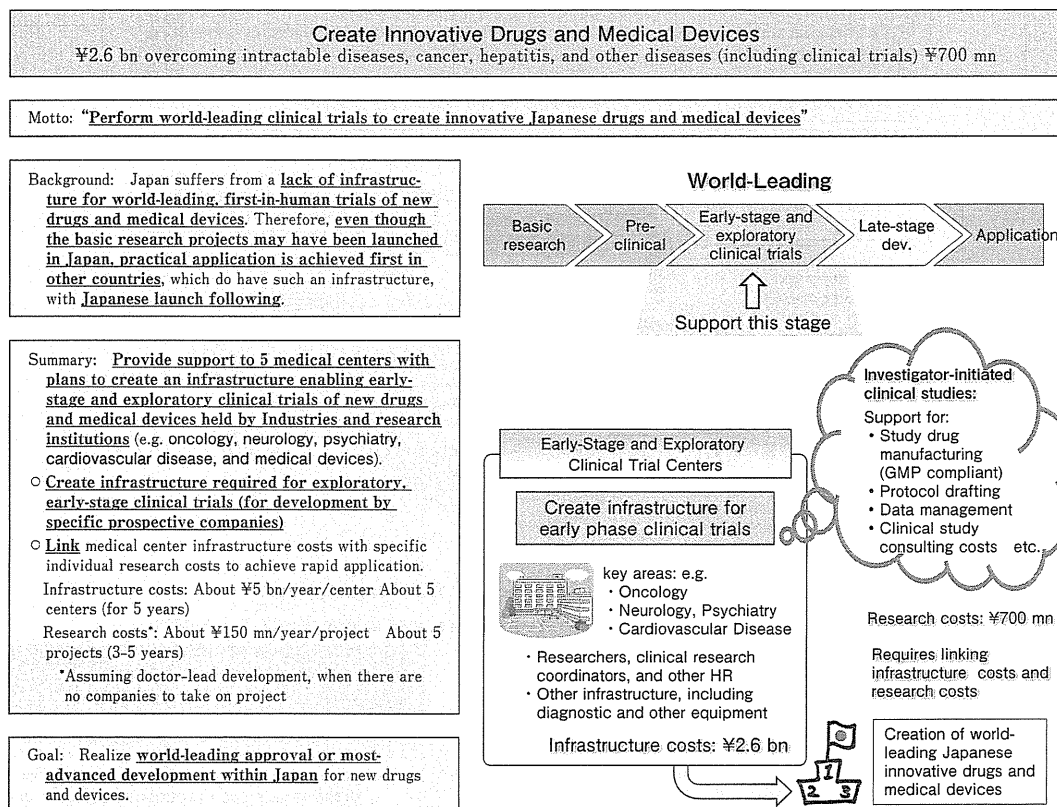 Create Innovative Drugs and Medical Devices
¥2.6 bn overcoming intractable diseases, cancer, hepatitis, and other diseases (including clinical trials) ¥700 mn
Motto: “Perform world-leading clinical trials to create innovative Japanese drugs and medical devices”
Background: Japan suffers from a lack of infrastruc-
ture for world-leading, first-in-human trials of new
drugs and medical devices. Therefore, even though
the basic research projects may have been launched
in Japan, practical application is achieved first in
other countries, which do have such an infrastructure,
with Japanese launch following.
Summary: Provide support to 5 medical centers with
plans to create an infrastructure enabling early-
stage and exploratory clinical trials of new drugs
and medical devices held by Industries and research
institutions (e.g. oncology, neurology, psychiatry,
cardiovascular disease, and medical devices).
○ Create infrastructure required for exploratory,
early-stage clinical trials (for development by
specific prospective companies)
○ Link medical center infrastructure costs with specific
individual research costs to achieve rapid application.
Infrastructure costs: About ¥5 bn/year/center About 5
centers (for 5 years)
Research costs*: About ¥150 mn/year/project About 5
projects (3–5 years)
*Assuming doctor-lead development, when there are
no companies to take on project
Goal: Realize world-leading approval or most-
advanced development within Japan for new drugs
and devices.
World-Leading
Basic
research
Pre-
clinical
Early-stage and
exploratory
clinical trials
Late-stage
dev.
Application
Support this stage
Investigator-initiated
clinical studies:
Support for:
・Study drug
manufacturing
(GMP compliant)
・Protocol drafting
・Data management
・Clinical study
consulting costs etc.
Early-Stage and Exploratory
Clinical Trial Centers
Create infrastructure for
early phase clinical trials
key areas: e.g.
・Oncology
・Neurology, Psychiatry
・Cardiovascular Disease
・Researchers, clinical research
coordinators, and other HR
・Other infrastructure, including
diagnostic and other equipment
Infrastructure costs: ¥2.6 bn
Research costs: ¥700 mn
Requires linking
infrastructure costs and
research costs
1
2 3
Creation of world-
leading Japanese
innovative drugs and
medical devices